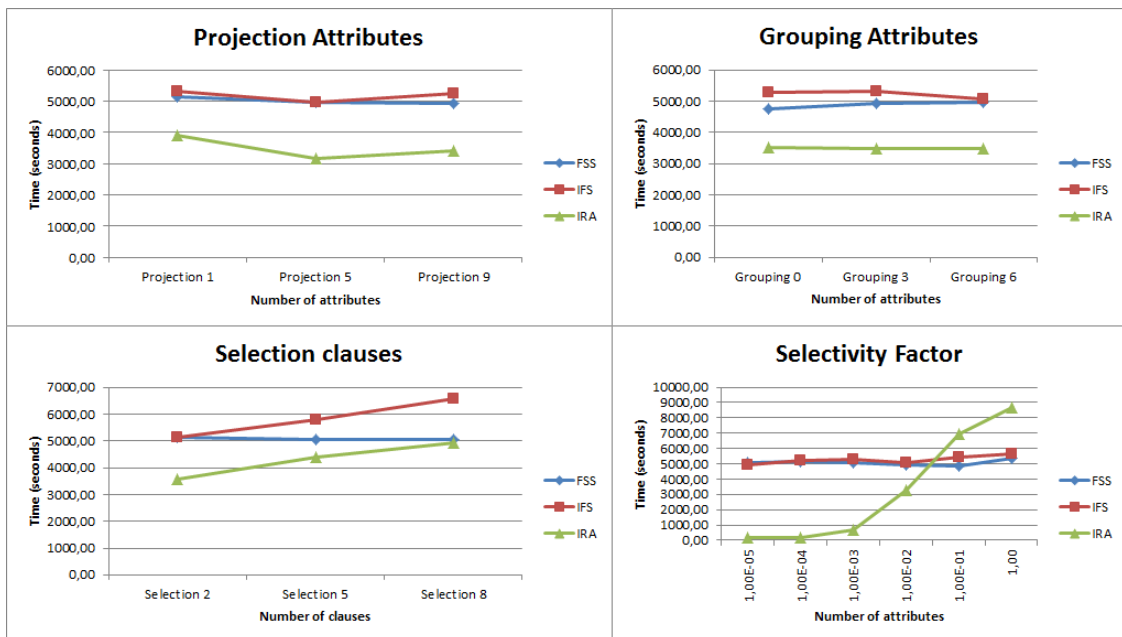 Projection Attributes
6000,00
5000,00
4000,00
3000,00
2000,00
1000,00
0,00
Time (seconds)
Projection 1
Projection 5
Projection 9
Number of attributes
FSS
IFS
IRA
Grouping Attributes
6000,00
5000,00
4000,00
3000,00
2000,00
1000,00
0,00
Time (seconds)
Grouping 0
Grouping 3
Grouping 6
Number of attributes
FSS
IFS
IRA
Selection clauses
7000,00
6000,00
5000,00
4000,00
3000,00
2000,00
1000,00
0,00
Time (seconds)
Selection 2
Selection 5
Selection 8
Number of clauses
FSS
IFS
IRA
Selectivity Factor
10000,00
9000,00
8000,00
7000,00
6000,00
5000,00
4000,00
3000,00
2000,00
1000,00
0,00
Time (seconds)
1,00E-05
1,00E-04
1,00E-03
1,00E-02
1,00E-01
1,00
Number of attributes
FSS
IFS
IRA